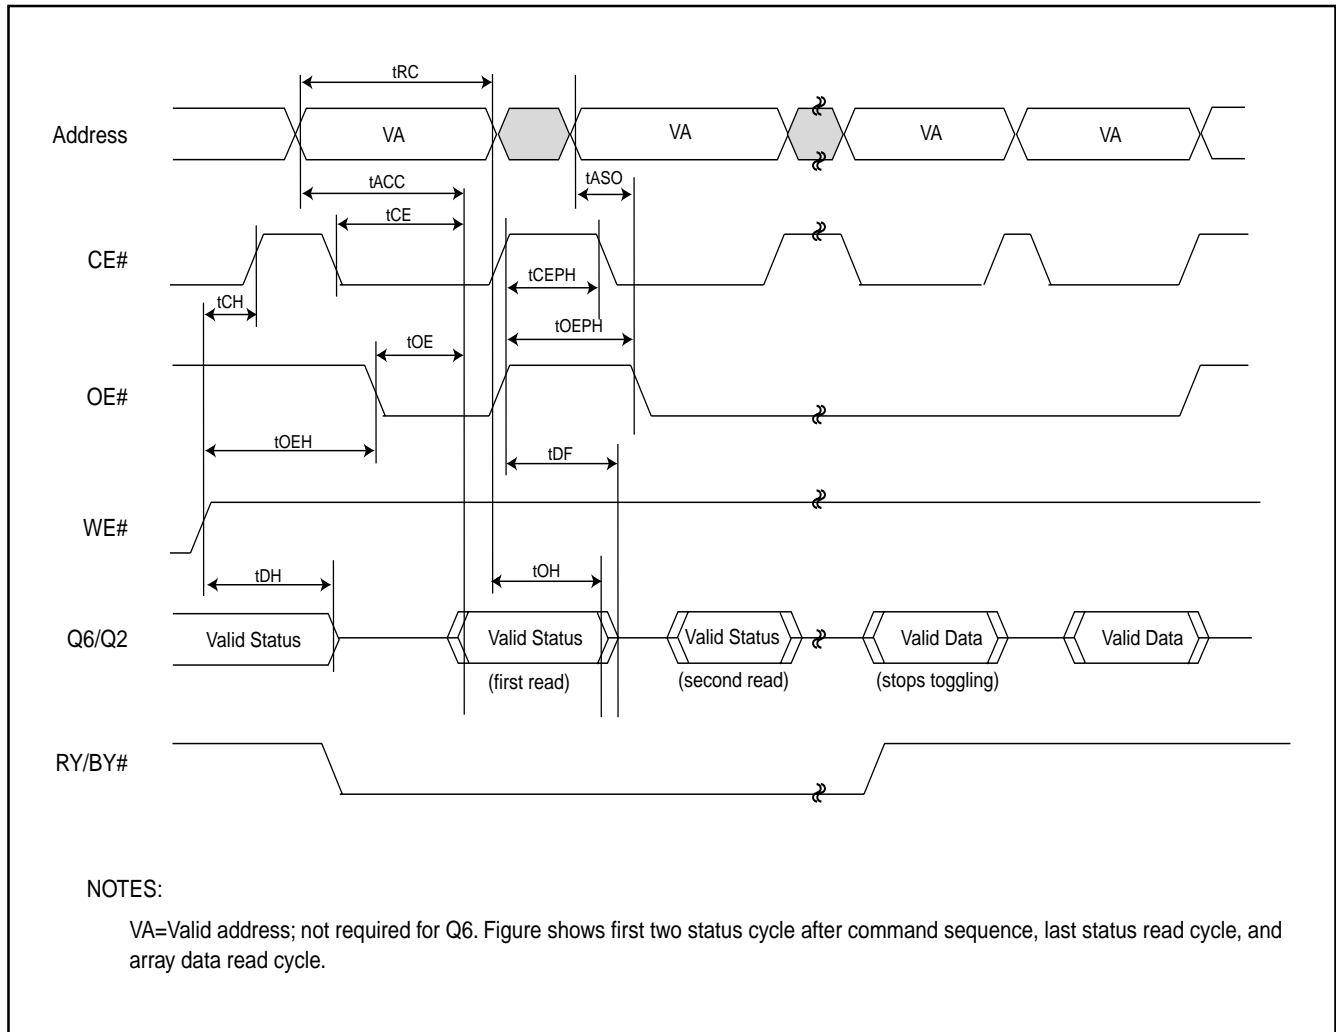 tRC
Address VA VA VA VA
tACC tASO
tCE
CE#
tCEPH
tCH
tOEPH
tOE
OE#
tOEH
tDF
WE#
tDH tOH
Q6/Q2 Valid Status Valid Status Valid Status Valid Data Valid Data
(first read) (second read) (stops toggling)
RY/BY#
NOTES:
VA=Valid address; not required for Q6. Figure shows first two status cycle after command sequence, last status read cycle, and
array data read cycle.